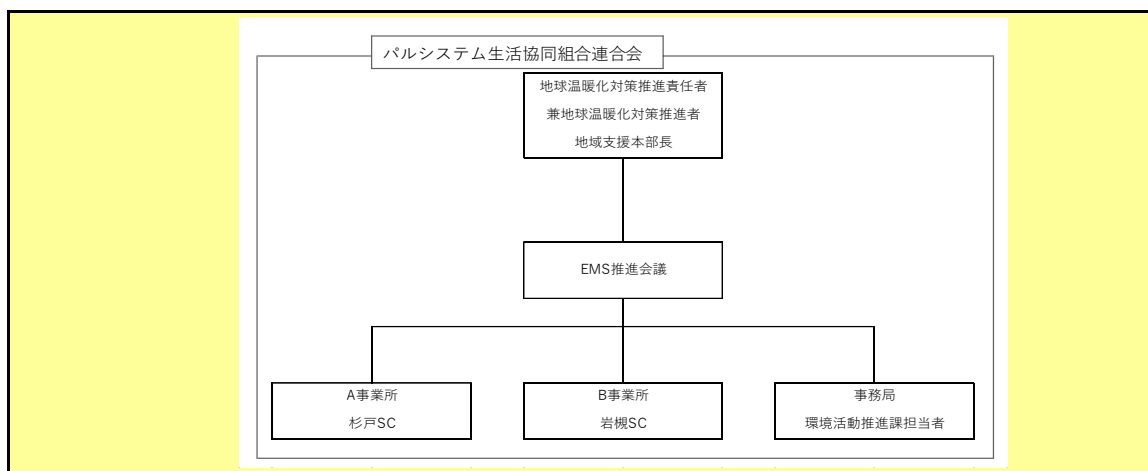 パルシステム生活協同組合連合会
地球温暖化対策推進責任者
兼地球温暖化対策推進者
地域支援本部長
EMS推進会議
A事業所
杉戸SC
B事業所
岩槻SC
事務局
環境活動推進課担当者